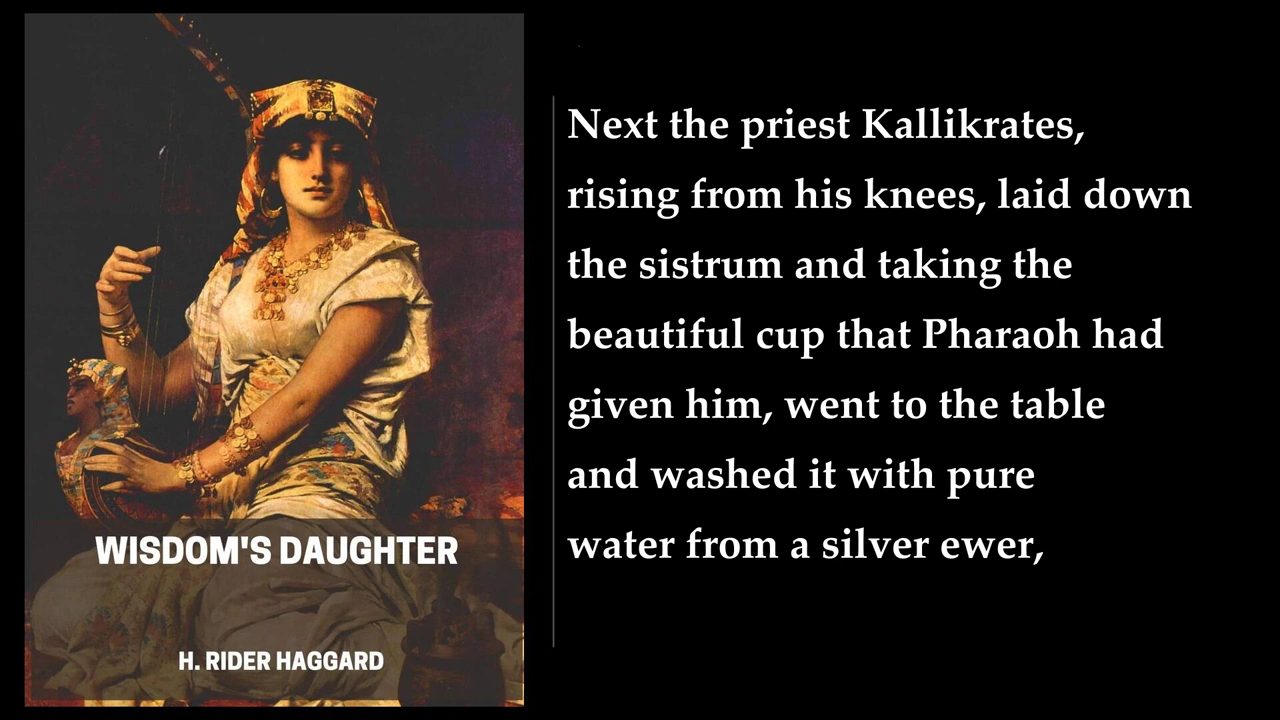 WISDOM'S DAUGHTER
H. RIDER HAGGARD
Next the priest Kallikrates,
rising from his knees, laid down
the sistrum and taking the
beautiful cup that Pharaoh had
given him, went to the table
and washed it with pure
water from a silver ewer,